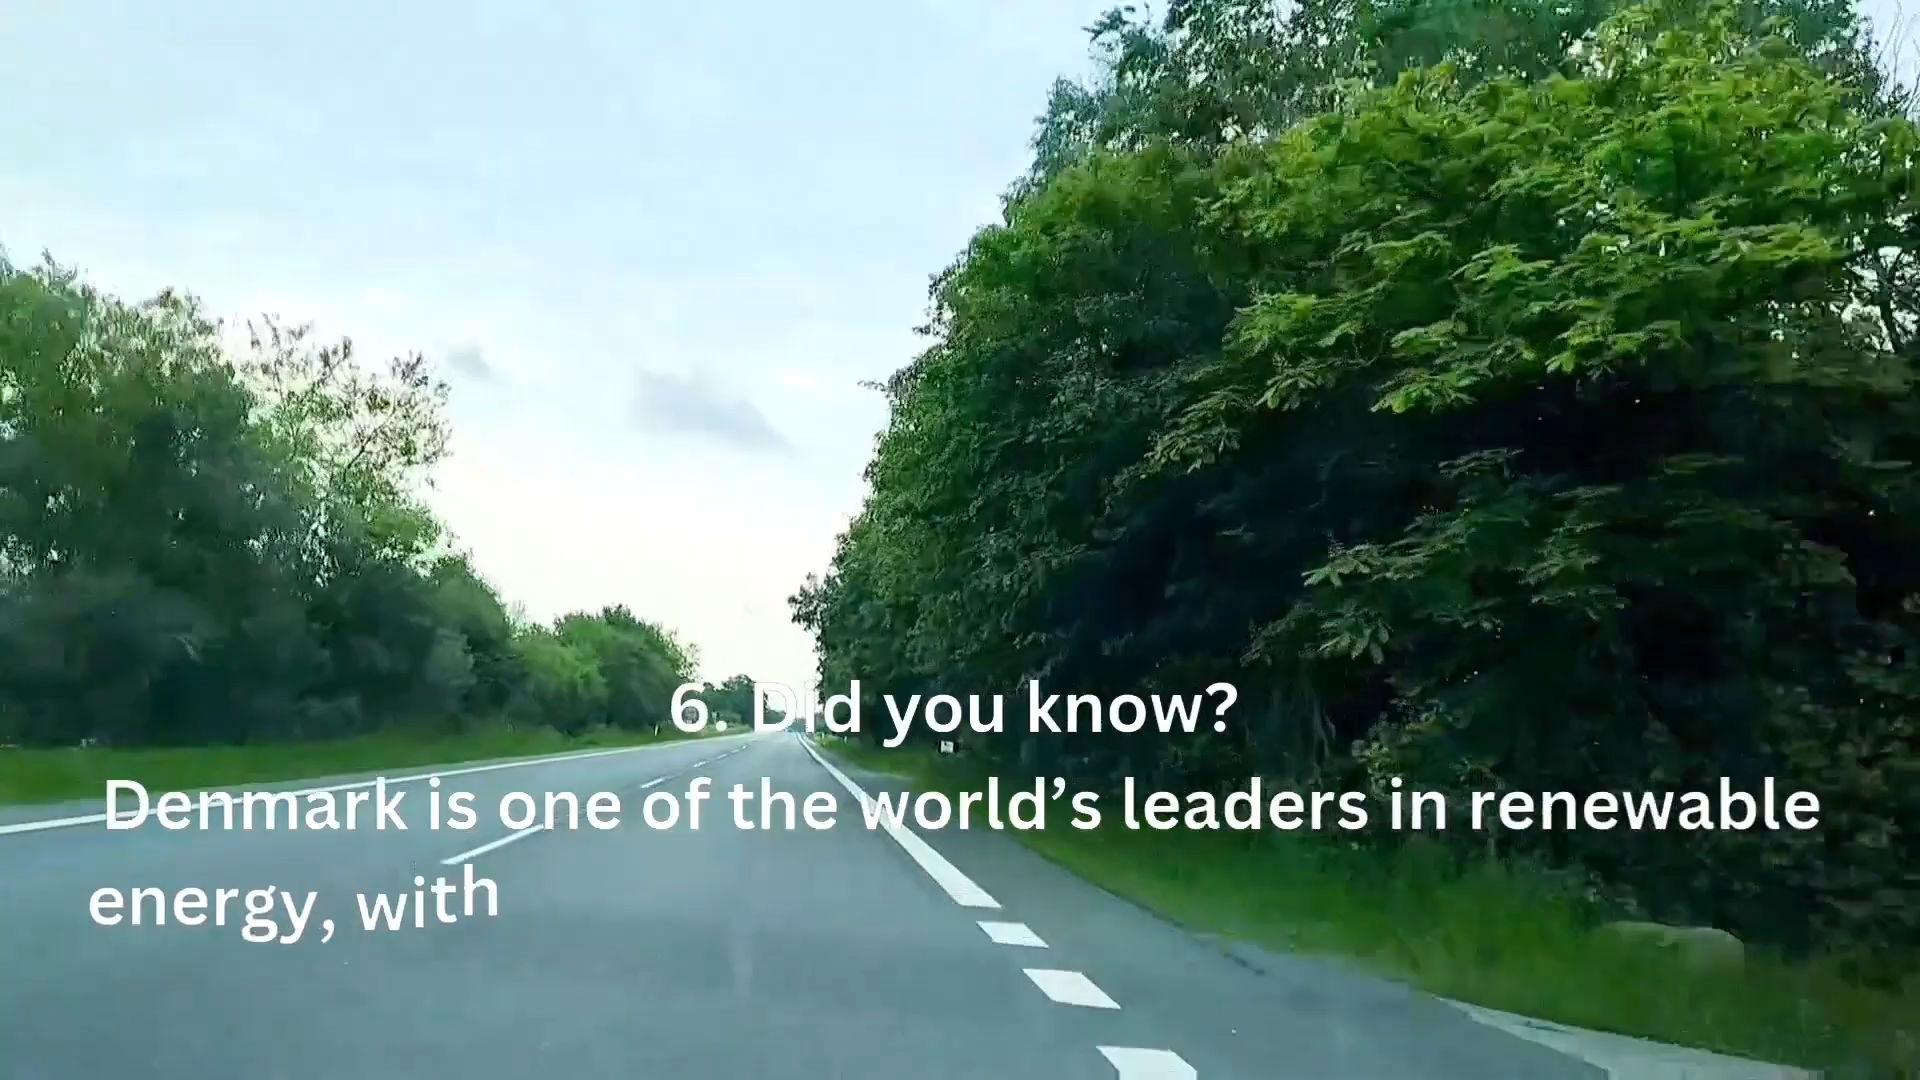 6. Did you know?
Denmark is one of the world’s leaders in renewable
energy, with